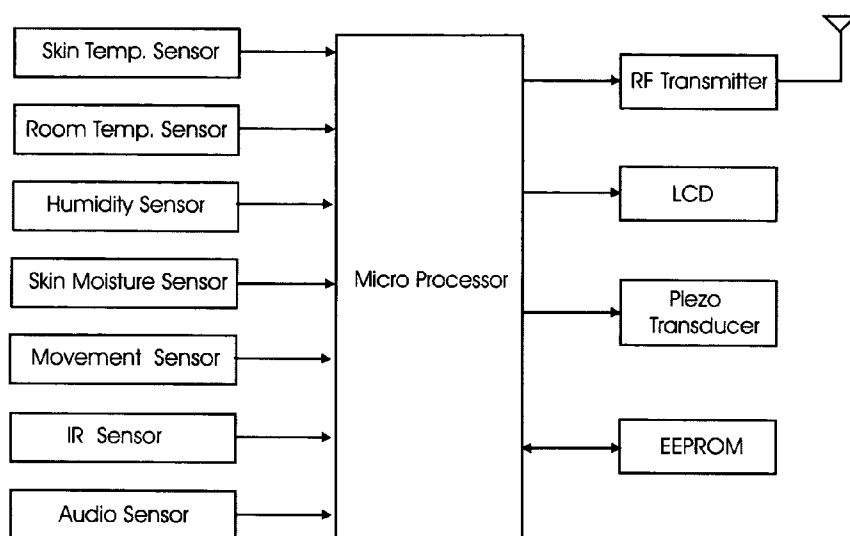 Skin Temp. Sensor
Room Temp. Sensor
Humidity Sensor
Skin Moisture Sensor
Movement Sensor
IR Sensor
Audio Sensor
Micro Processor
RF Transmitter
LCD
Piezo
Transducer
EEPROM